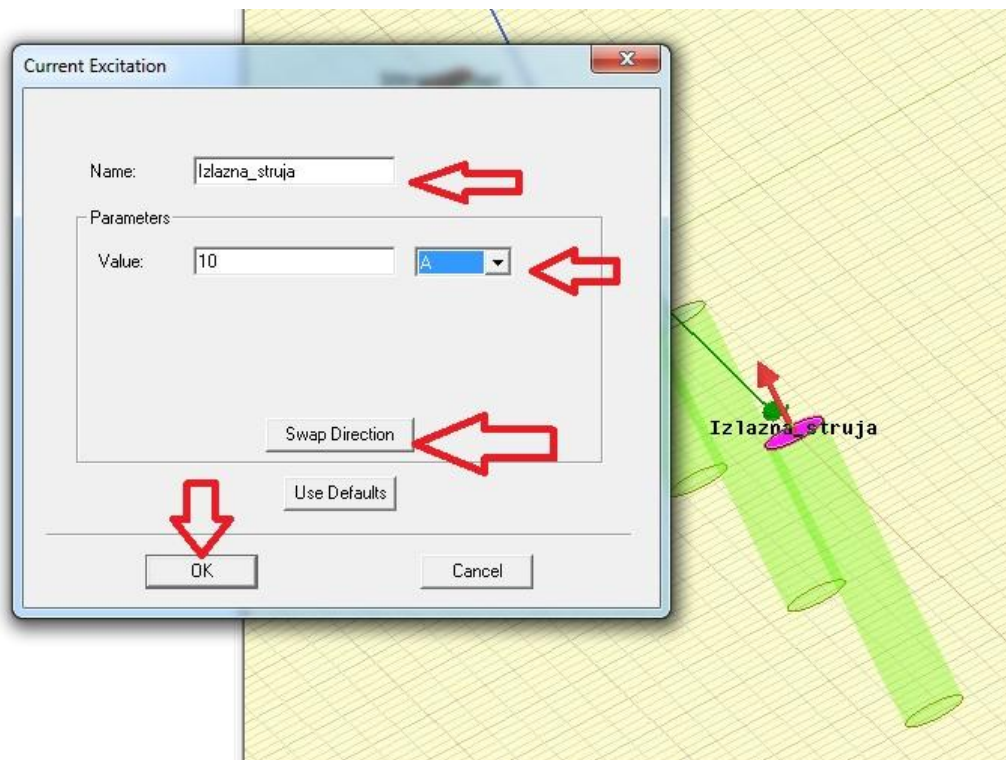 Current Excitation
Name: Izlazna_struja
Parameters
Value: 10 A
Swap Direction
Use Defaults
OK Cancel
Izlazna_struja